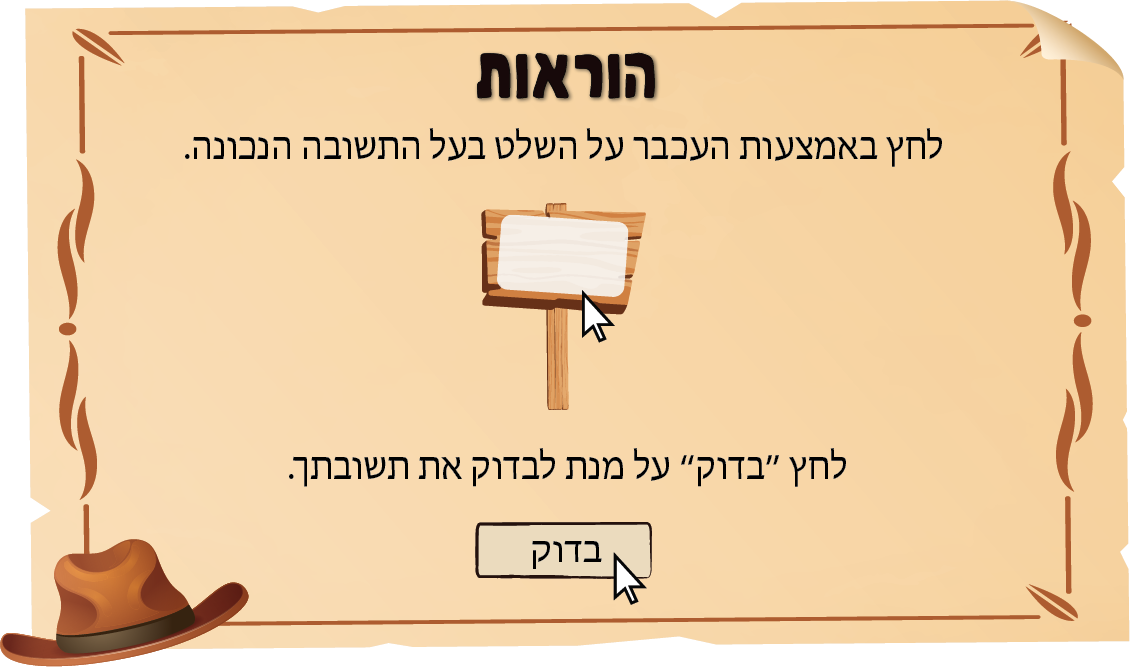 הוראות
לחץ באמצעות העכבר על השלט בעל התשובה הנכונה.
לחץ ”בדוק“ על מנת לבדוק את תשובתך.
בדוק